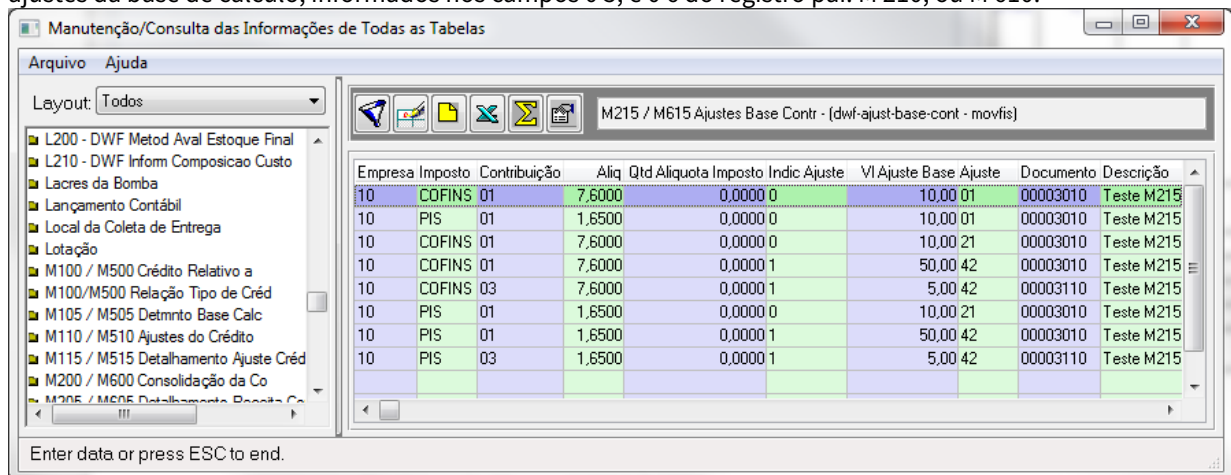 Manutenção/Consulta das Informações de Todas as Tabelas
Arquivo Ajuda
Layout: Todos
M215 / M615 Ajustes Base Contr - (dwf-ajust-base-cont - movfis)
L200 - DWF Metod Aval Estoque Final
L210 - DWF Inform Composicao Custo
Lacres da Bomba
Lançamento Contábil
Local da Coleta de Entrega
Lotação
M100 / M500 Crédito Relativo a
M100/M500 Relação Tipo de Créd
M105 / M505 Detmnto Base Calc
M110 / M510 Ajustes do Crédito
M115 / M515 Detalhamento Ajuste Créd
M200 / M600 Consolidação da Co
M205 / M605 Detalhamento Receita Co
Empresa Imposto Contribuição Aliq Qtd Aliquota Imposto Indic Ajuste Vl Ajuste Base Ajuste Documento Descrição
10 COFINS 01 7,6000 0,0000 0 10,00 01 00003010 Teste M215
10 PIS 01 1,6500 0,0000 0 10,00 01 00003010 Teste M215
10 COFINS 01 7,6000 0,0000 0 10,00 21 00003010 Teste M215
10 COFINS 01 7,6000 0,0000 1 50,00 42 00003010 Teste M215
10 COFINS 03 7,6000 0,0000 1 5,00 42 00003110 Teste M215
10 PIS 01 1,6500 0,0000 0 10,00 21 00003010 Teste M215
10 PIS 01 1,6500 0,0000 1 50,00 42 00003010 Teste M215
10 PIS 03 1,6500 0,0000 1 5,00 42 00003110 Teste M215
Enter data or press ESC to end.